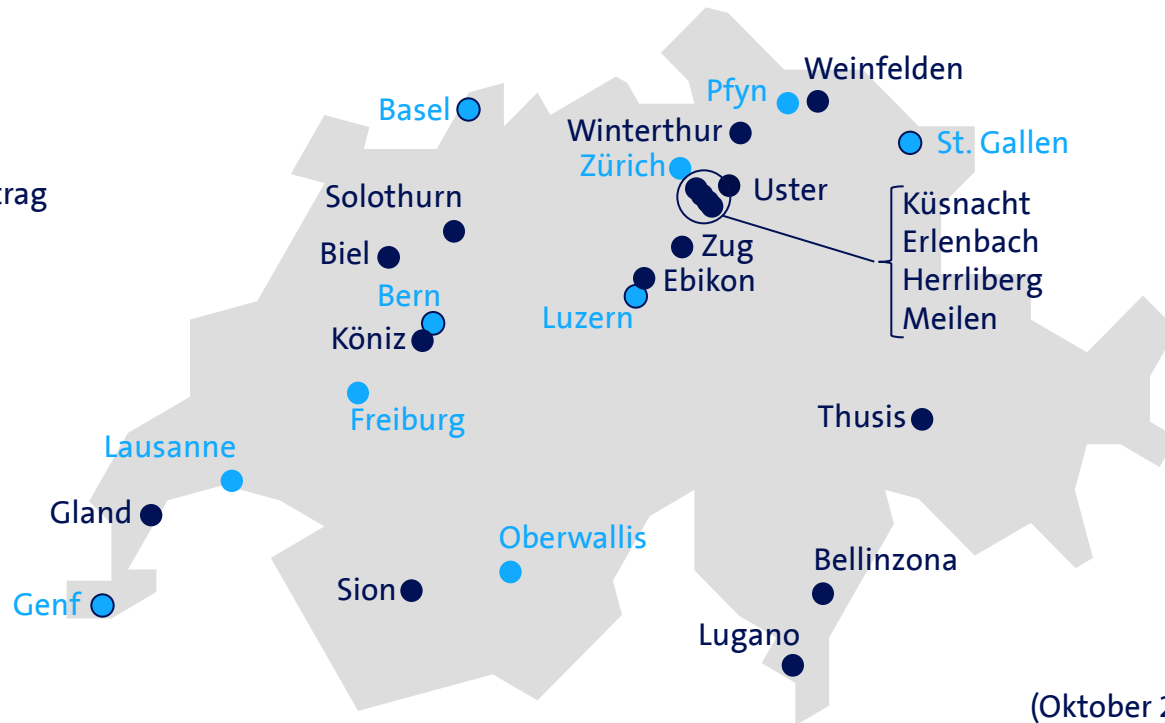 Weinfelden
Pfyn
Basel
Winterthur
St. Gallen
Zürich
Uster
Solothurn
Küsnacht
Erlenbach
Herrliberg
Meilen
Zug
Biel
Ebikon
Bern
Luzern
Köniz
Thusis
Freiburg
Lausanne
Gland
Oberwallis
Bellinzona
Sion
Genf
Lugano
(Oktober